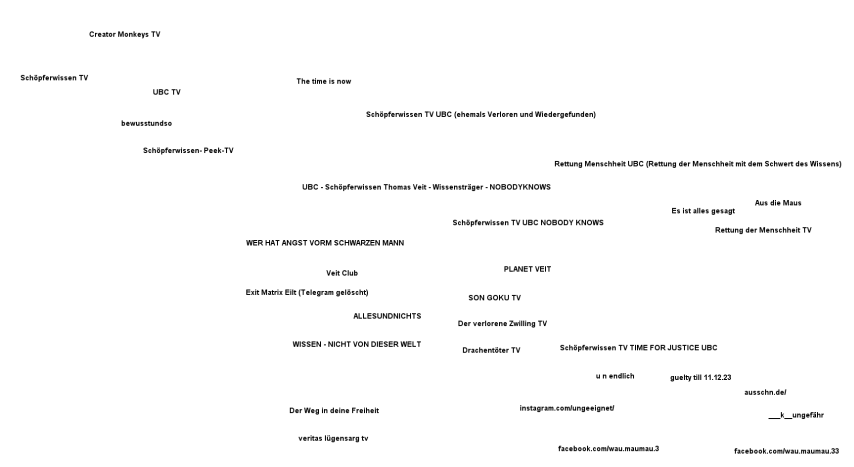 Creator Monkeys TV
Schöpferwissen TV
The time is now
UBC TV
Schöpferwissen TV UBC (ehemals Verloren und Wiedergefunden)
bewusstundso
Schöpferwissen- Peek-TV
Rettung Menschheit UBC (Rettung der Menschheit mit dem Schwert des Wissens)
UBC - Schöpferwissen Thomas Veit - Wissensträger - NOBODYKNOWS
Aus die Maus
Es ist alles gesagt
Schöpferwissen TV UBC NOBODY KNOWS
Rettung der Menschheit TV
WER HAT ANGST VORM SCHWARZEN MANN
PLANET VEIT
Veit Club
Exit Matrix Eilt (Telegram gelöscht)
SON GOKU TV
ALLESUNDNICHTS
Der verlorene Zwilling TV
WISSEN - NICHT VON DIESER WELT
Drachentöter TV
Schöpferwissen TV TIME FOR JUSTICE UBC
u n endlich
guelty till 11.12.23
ausschn.de/
Der Weg in deine Freiheit
instagram.com/ungeeignet/
___k__ungefähr
veritas lügensarg tv
facebook.com/wau.maumau.3
facebook.com/wau.maumau.33